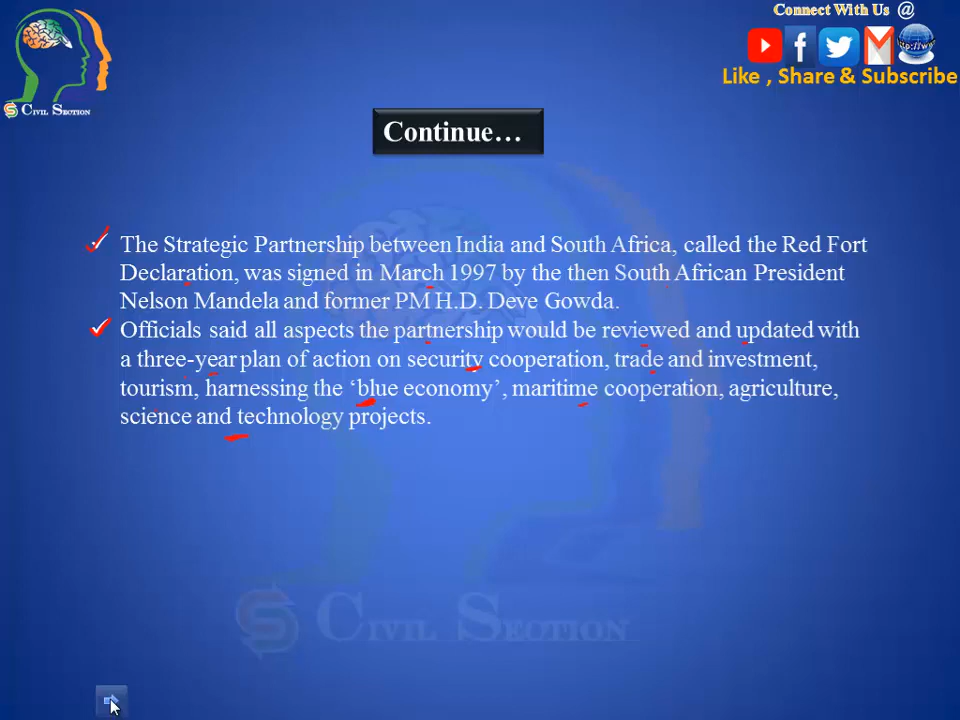 Connect With Us @
http://ww
Like , Share & Subscribe
S Civil Section
Continue…
The Strategic Partnership between India and South Africa, called the Red Fort
Declaration, was signed in March 1997 by the then South African President
Nelson Mandela and former PM H.D. Deve Gowda.
Officials said all aspects the partnership would be reviewed and updated with
a three-year plan of action on security cooperation, trade and investment,
tourism, harnessing the ‘blue economy’, maritime cooperation, agriculture,
science and technology projects.
S Civil Section